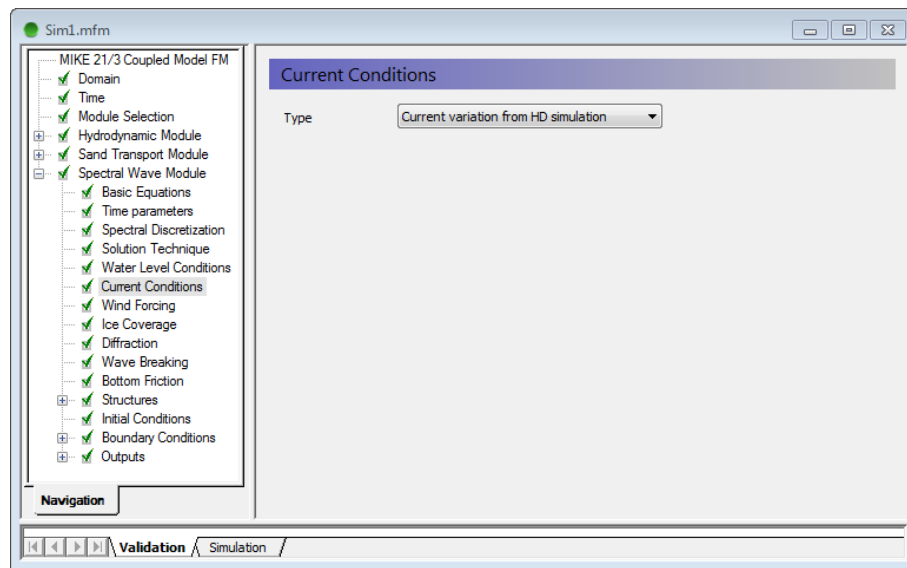 Sim1.mfm
MIKE 21/3 Coupled Model FM
Domain
Time
Module Selection
Hydrodynamic Module
Sand Transport Module
Spectral Wave Module
Basic Equations
Time parameters
Spectral Discretization
Solution Technique
Water Level Conditions
Current Conditions
Wind Forcing
Ice Coverage
Diffraction
Wave Breaking
Bottom Friction
Structures
Initial Conditions
Boundary Conditions
Outputs
Navigation
Current Conditions
Type Current variation from HD simulation
Validation Simulation